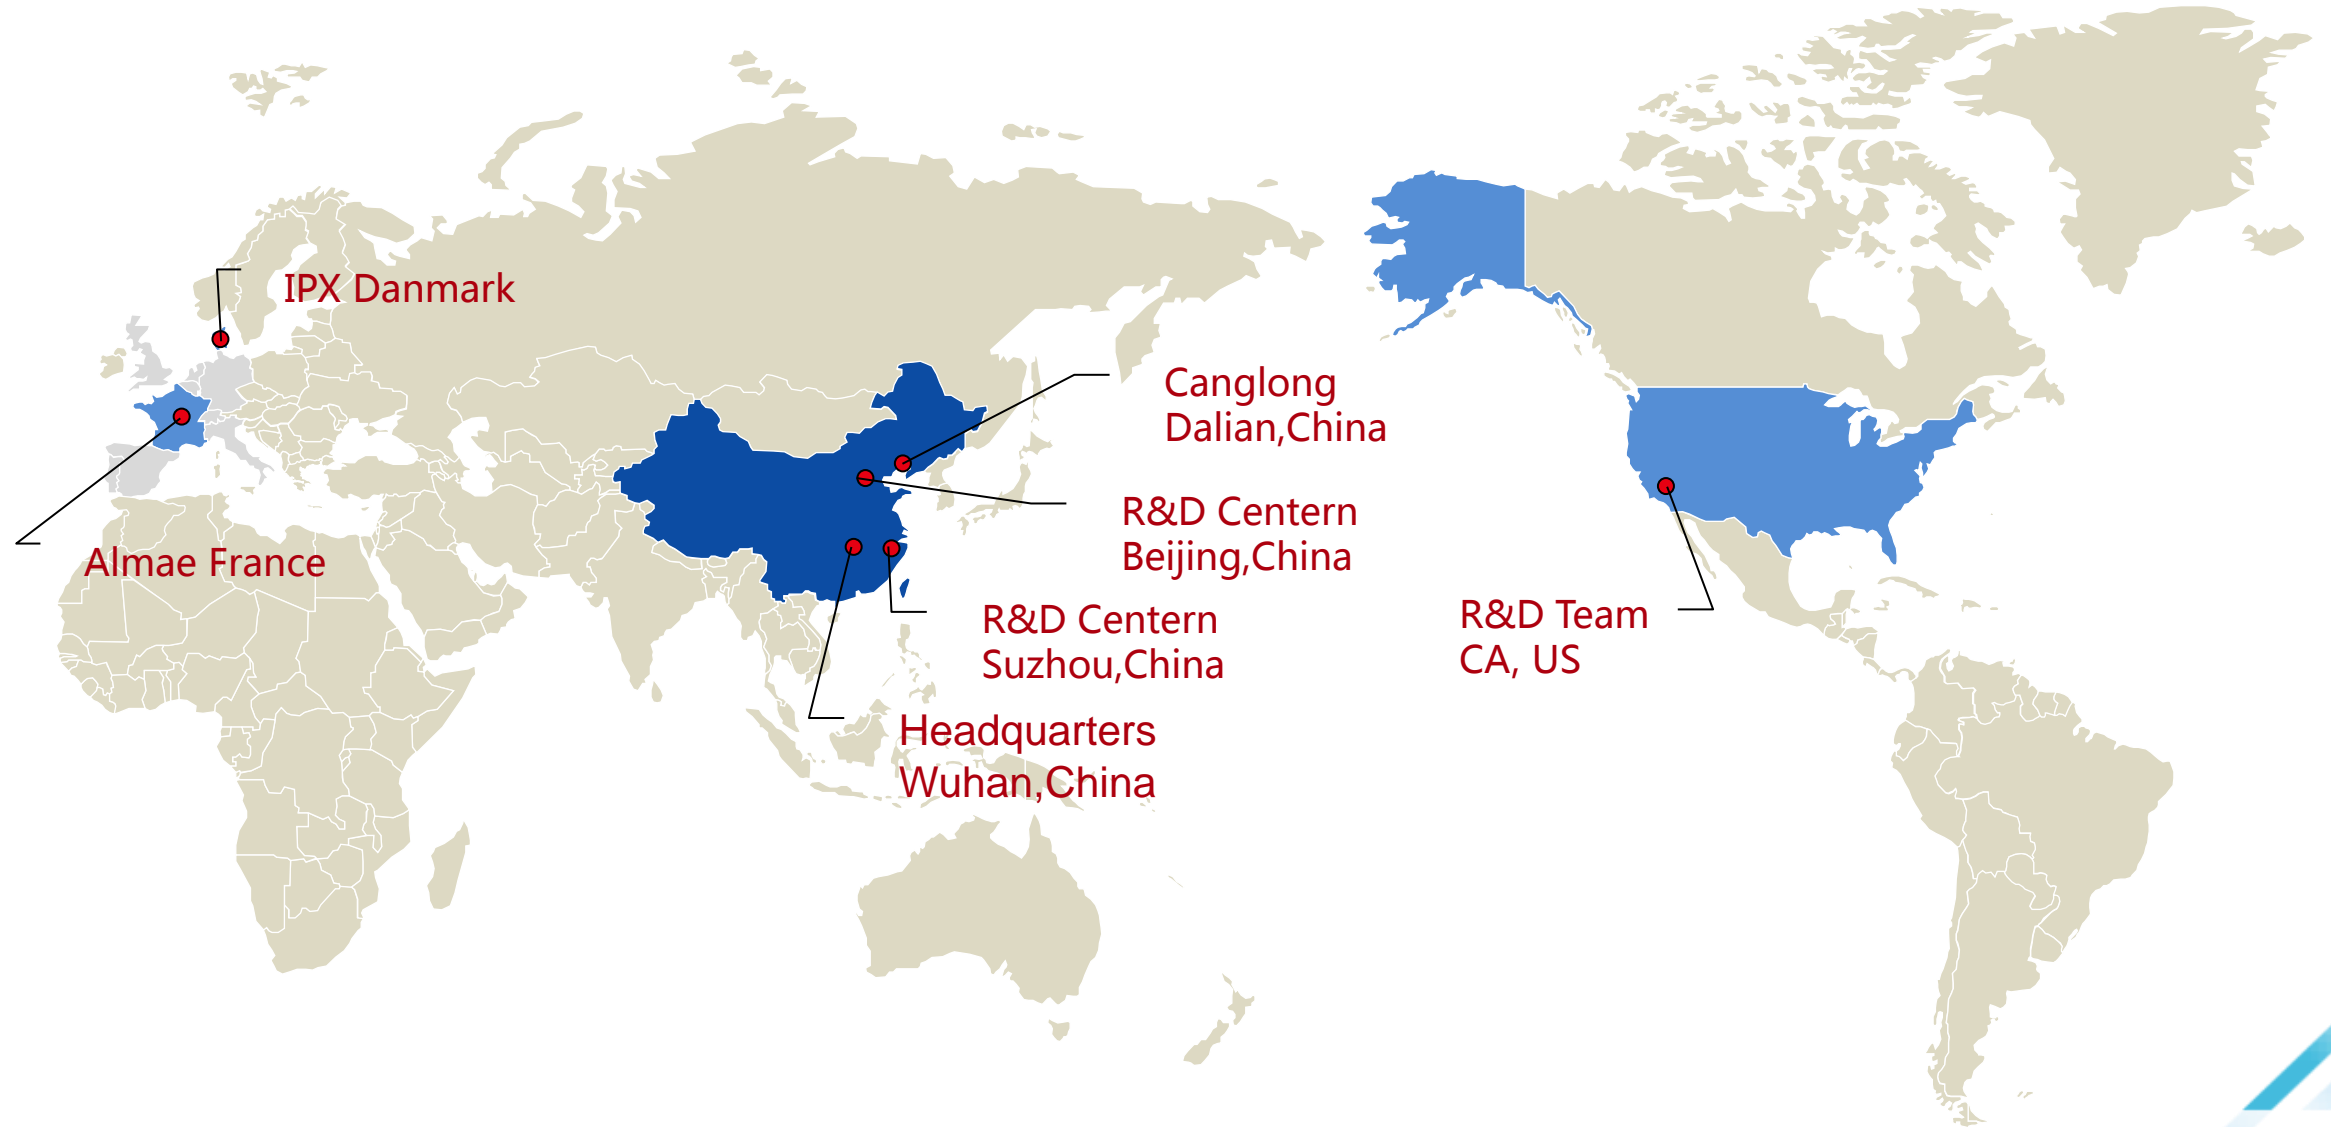 IPX Danmark
Canglong
Dalian,China
R&D Centern
Beijing,China
Almae France
R&D Centern
Suzhou,China
R&D Team
CA, US
Headquarters
Wuhan,China